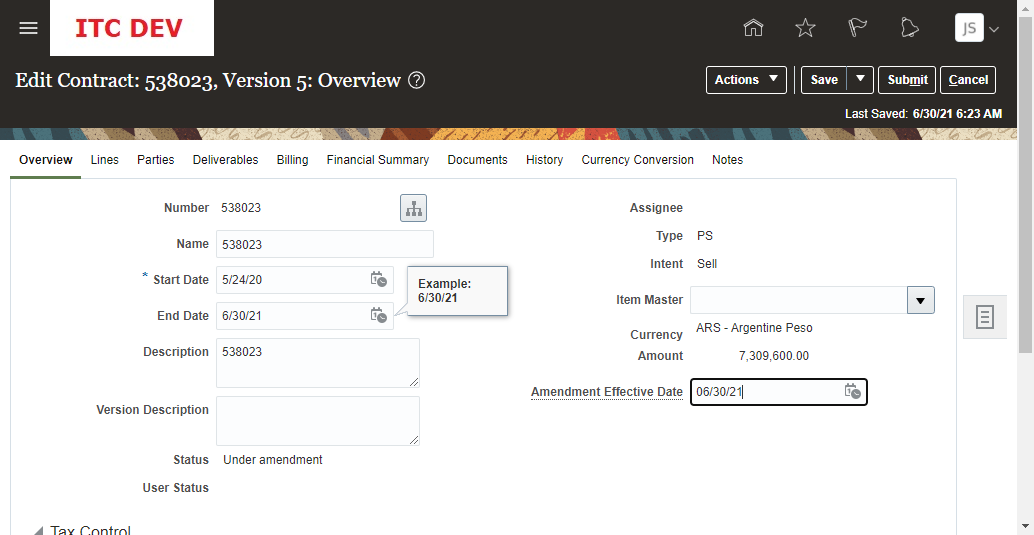 ITC DEV
JS
Edit Contract: 538023, Version 5: Overview ?
Actions Save Submit Cancel
Last Saved: 6/30/21 6:23 AM
Overview Lines Parties Deliverables Billing Financial Summary Documents History Currency Conversion Notes
Number 538023
Name 538023
* Start Date 5/24/20
End Date 6/30/21
Example:
6/30/21
Description 538023
Version Description
Status Under amendment
User Status
Assignee
Type PS
Intent Sell
Item Master
Currency ARS - Argentine Peso
Amount 7,309,600.00
Amendment Effective Date 06/30/21
Tax Control